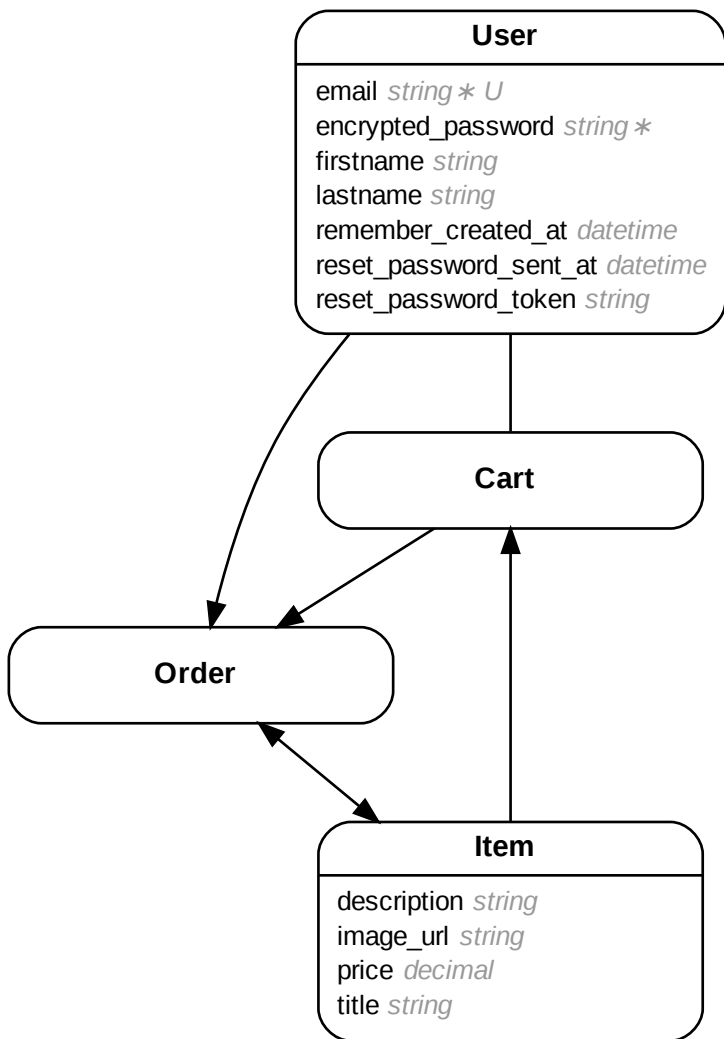 User
email string ∗ U
encrypted_password string ∗
firstname string
lastname string
remember_created_at datetime
reset_password_sent_at datetime
reset_password_token string
Cart
Order
Item
description string
image_url string
price decimal
title string